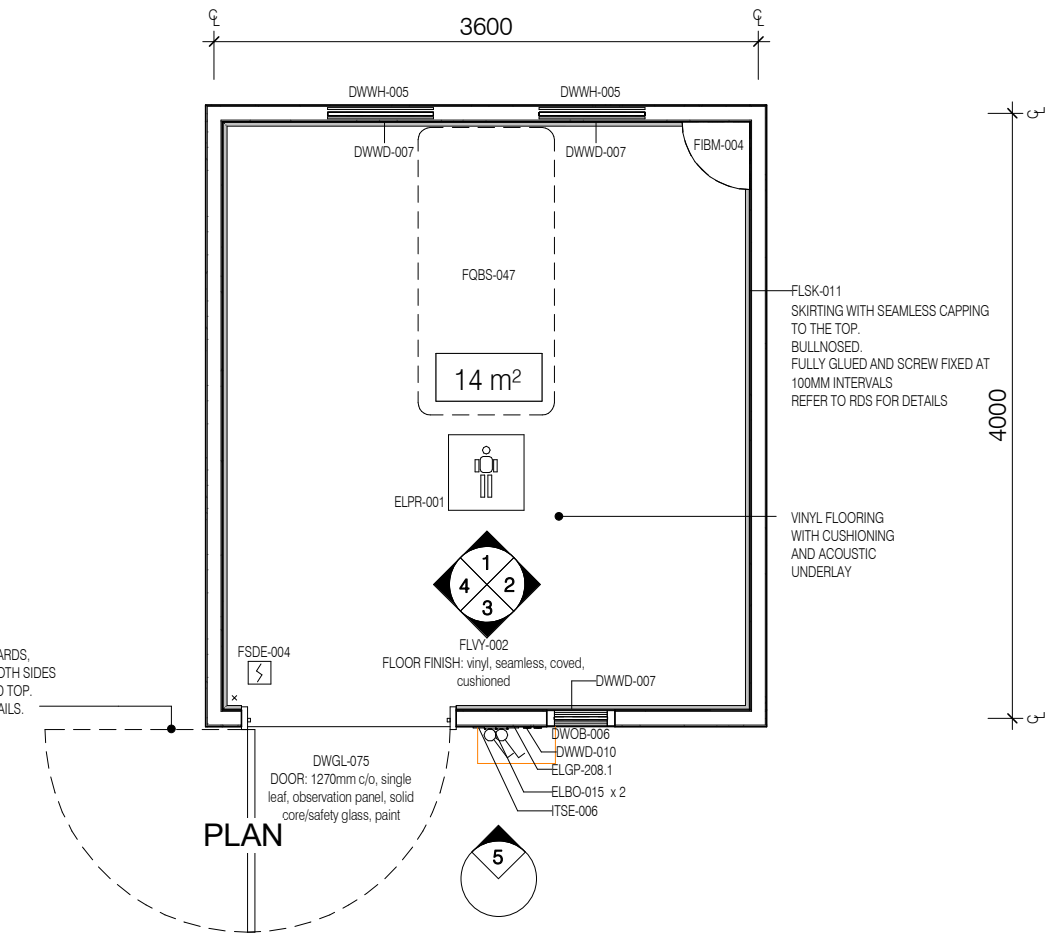 ℄
3600
℄
DWWH-005
DWWH-005
DWWD-007
DWWD-007
FIBM-004
℄
FQBS-047
FLSK-011
SKIRTING WITH SEAMLESS CAPPING
TO THE TOP.
BULLNOSED.
FULLY GLUED AND SCREW FIXED AT
100MM INTERVALS
REFER TO RDS FOR DETAILS
14 m²
4000
ELPR-001
VINYL FLOORING
WITH CUSHIONING
AND ACOUSTIC
UNDERLAY
1
4
2
3
FLVY-002
FLOOR FINISH: vinyl, seamless, coved,
cushioned
FSDE-004
DWWD-007
OTH SIDES
TOP.
℄
x
DWOB-006
DWWD-010
ELGP-208.1
ELBO-015 x 2
ITSE-006
DWGL-075
DOOR: 1270mm c/o, single
leaf, observation panel, solid
core/safety glass, paint
PLAN
5